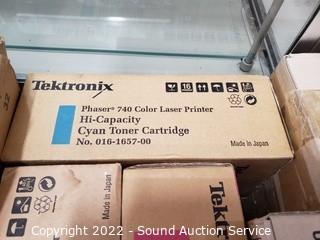 Tektronix
Phaser® 740 Color Laser Printer
Hi-Capacity
Cyan Toner Cartridge
No. 016-1657-00
Made in Japan
Made in Japan
Tek
Copyright © 2022 - Sound Auction Service